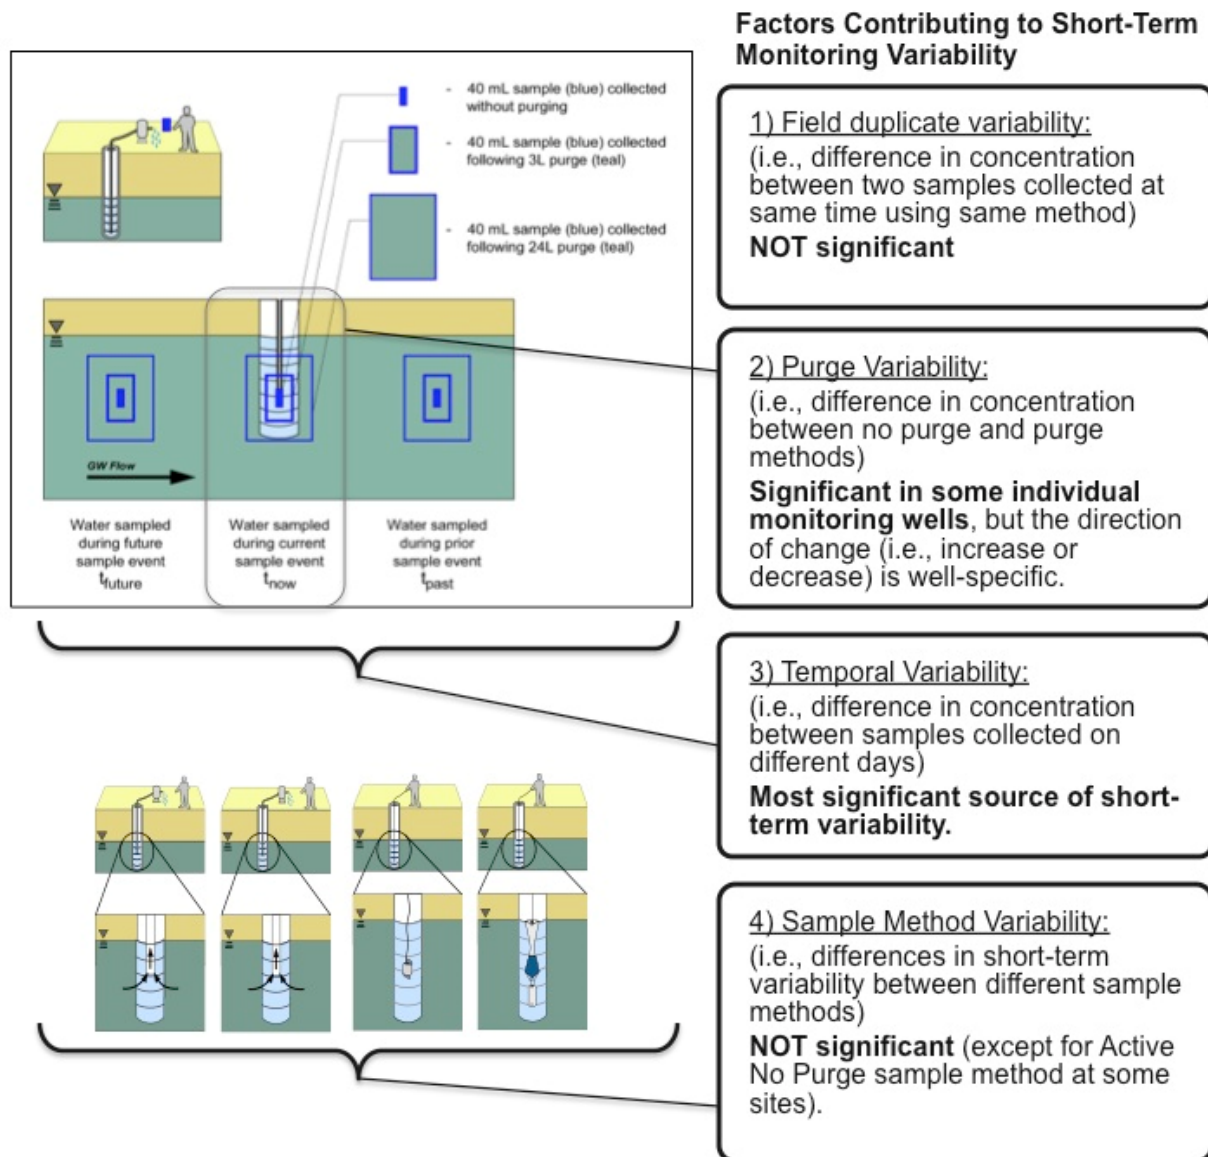 Factors Contributing to Short-Term
Monitoring Variability
- 40 mL sample (blue) collected
without purging
- 40 mL sample (blue) collected
following 3L purge (teal)
- 40 mL sample (blue) collected
following 24L purge (teal)
GW Flow
Water sampled
during future
sample event
tfuture
Water sampled
during current
sample event
tnow
Water sampled
during prior
sample event
tpast
1) Field duplicate variability:
(i.e., difference in concentration
between two samples collected at
same time using same method)
NOT significant
2) Purge Variability:
(i.e., difference in concentration
between no purge and purge
methods)
Significant in some individual
monitoring wells, but the direction
of change (i.e., increase or
decrease) is well-specific.
3) Temporal Variability:
(i.e., difference in concentration
between samples collected on
different days)
Most significant source of short-
term variability.
4) Sample Method Variability:
(i.e., differences in short-term
variability between different sample
methods)
NOT significant (except for Active
No Purge sample method at some
sites).